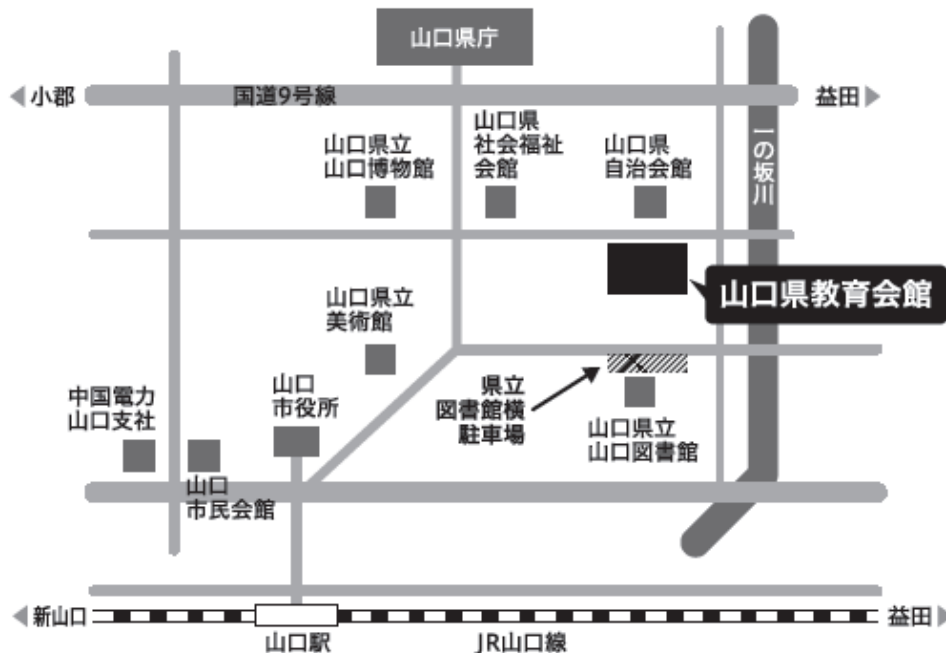 山口県庁
小郡
国道9号線
益田
山口県立
山口博物館
山口県
社会福祉
会館
山口県
自治会館
一の坂川
山口県教育会館
山口県立
美術館
県立
図書館横
駐車場
山口県立
山口図書館
中国電力
山口支社
山口
市役所
山口
市民会館
新山口
山口駅
JR山口線
益田